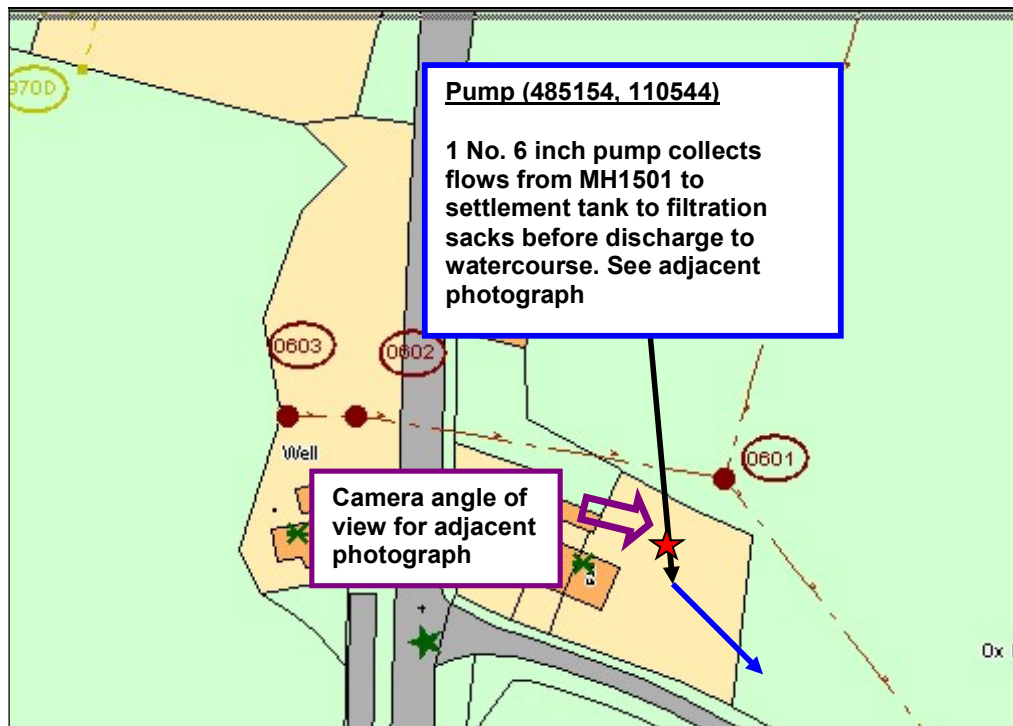 970D
Pump (485154, 110544)
1 No. 6 inch pump collects
flows from MH1501 to
settlement tank to filtration
sacks before discharge to
watercourse. See adjacent
photograph
0603
0602
Well
0601
Camera angle of
view for adjacent
photograph
0x